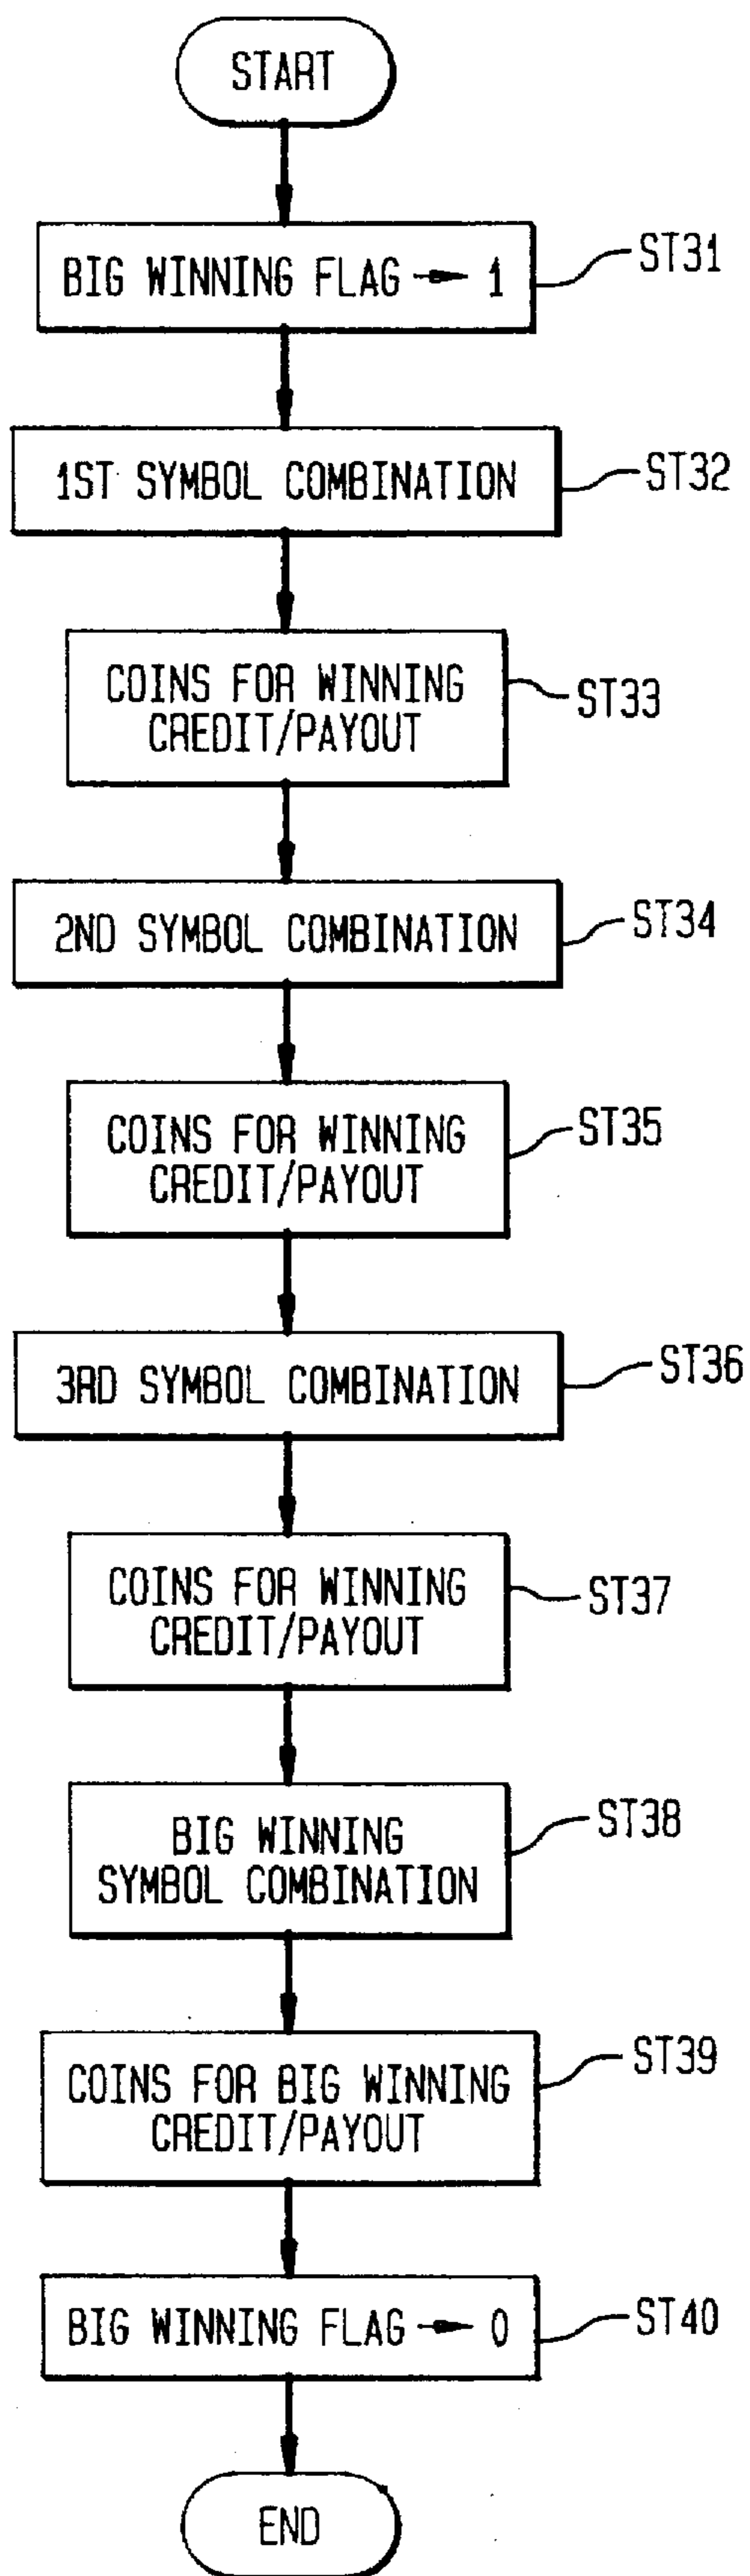 START
BIG WINNING FLAG → 1
ST31
1ST SYMBOL COMBINATION
ST32
COINS FOR WINNING
CREDIT/PAYOUT
ST33
2ND SYMBOL COMBINATION
ST34
COINS FOR WINNING
CREDIT/PAYOUT
ST35
3RD SYMBOL COMBINATION
ST36
COINS FOR WINNING
CREDIT/PAYOUT
ST37
BIG WINNING
SYMBOL COMBINATION
ST38
COINS FOR BIG WINNING
CREDIT/PAYOUT
ST39
BIG WINNING FLAG → 0
ST40
END